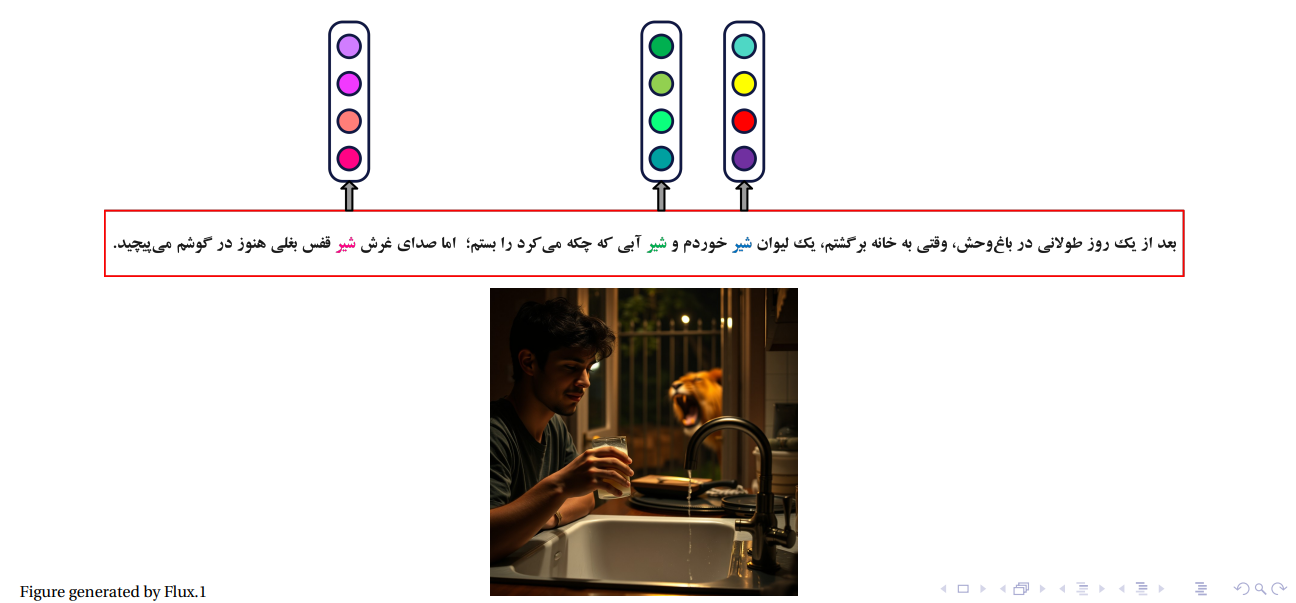 بعد از یک روز طولانی در باغ‌وحش، وقتی به خانه برگشتم، یک لیوان شیر خوردم و شیر آبی که چکه می‌کرد را بستم؛ اما صدای غرش شیر قفس بغلی هنوز در گوشم می‌پیچید.
Figure generated by Flux.1